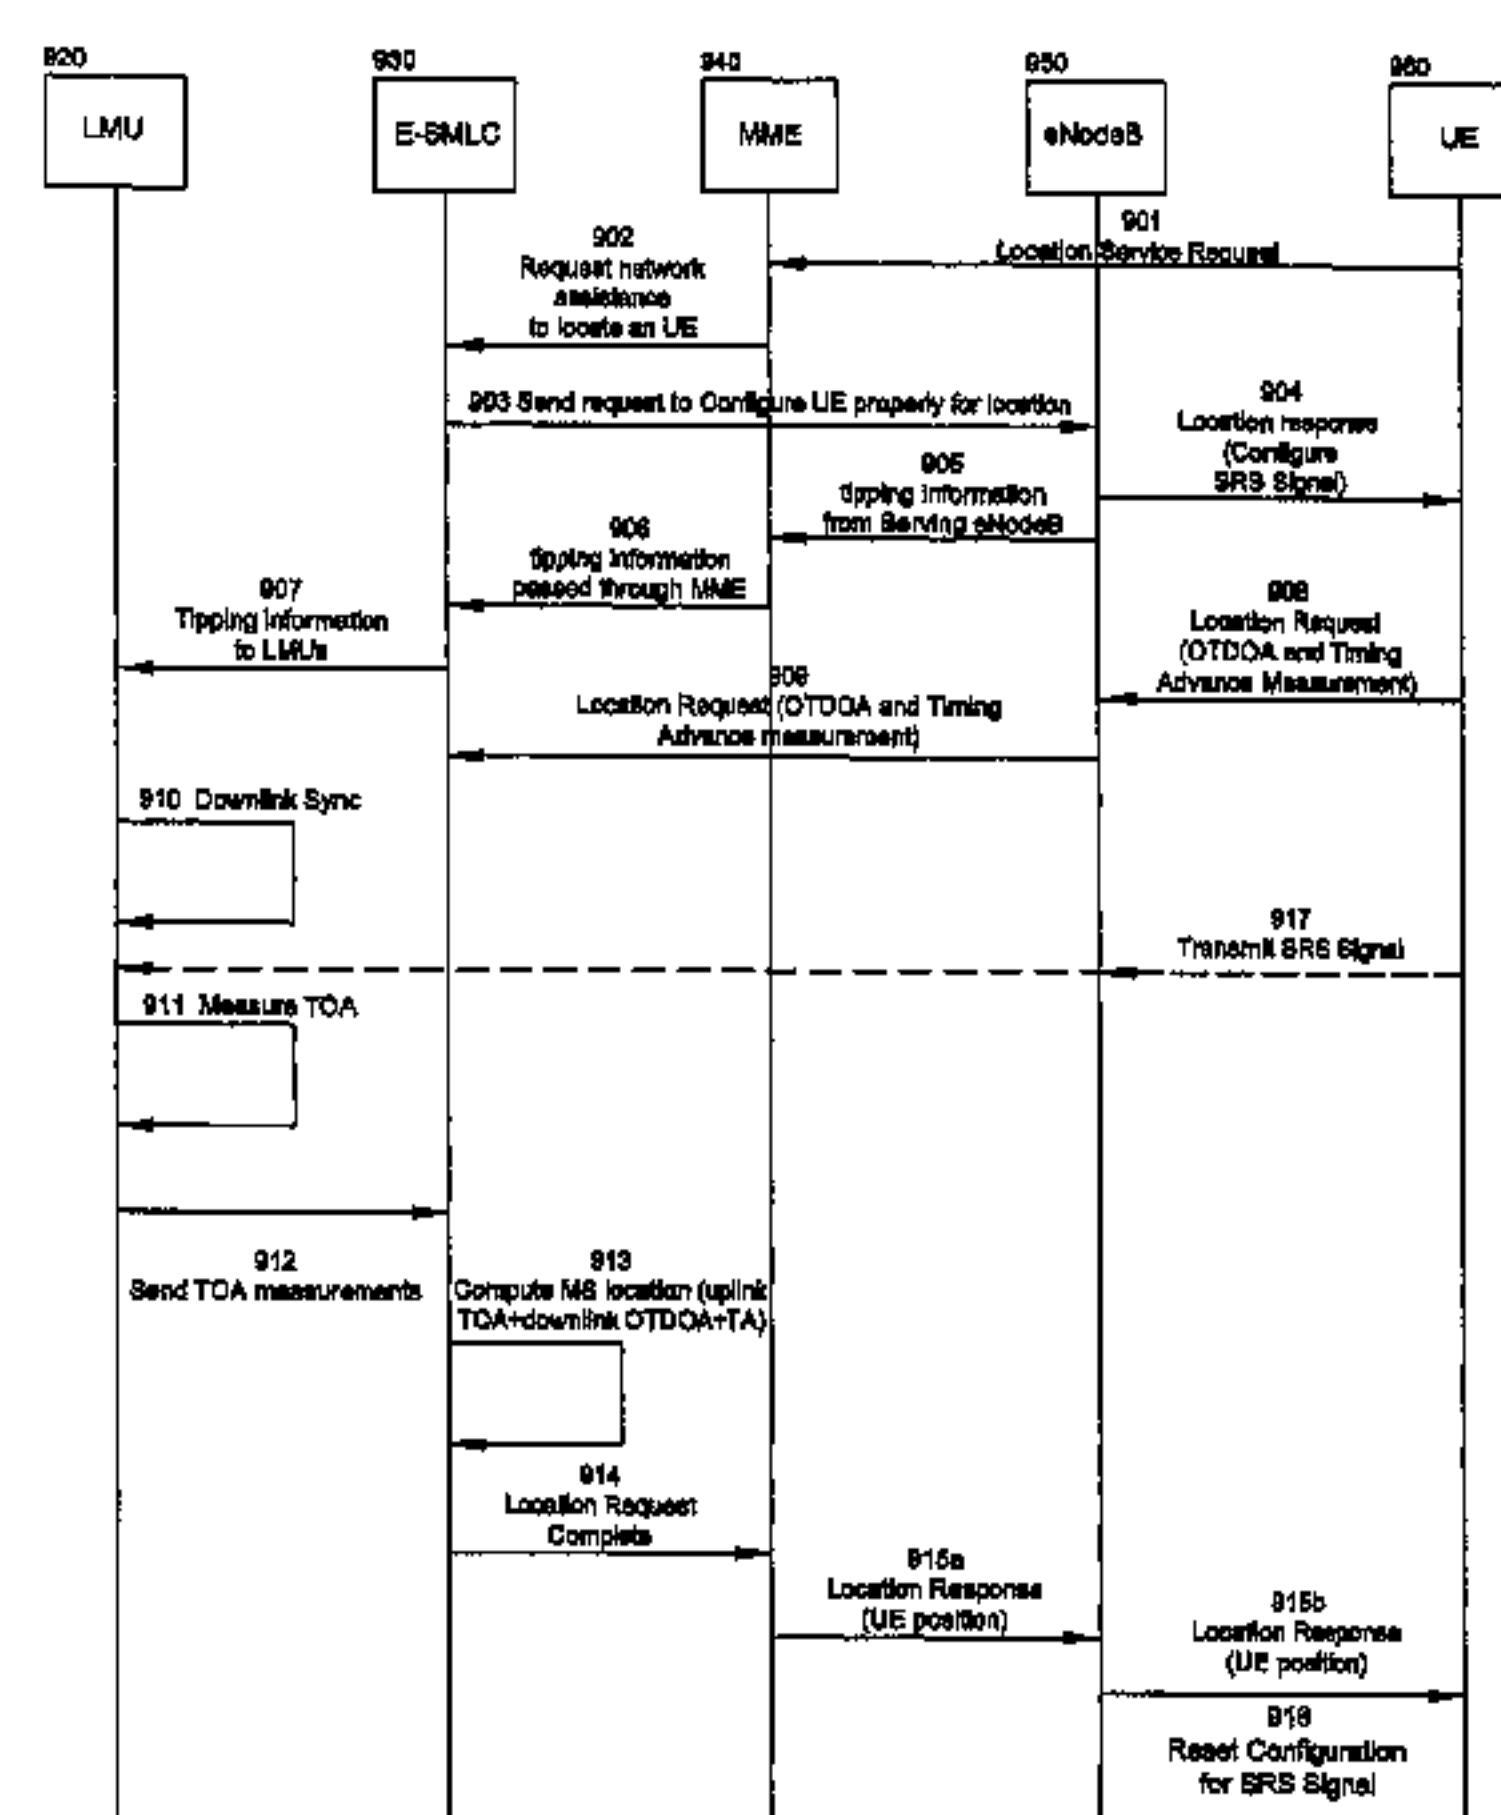 920
930
940
950
960
LMU
E-SMLC
MME
eNodeB
UE
901
Location Service Request
902
Request network
assistance
to locate an UE
903 Send request to Configure UE properly for location
904
Location response
(Configure
SRS Signal)
905
tipping information
from Serving eNodeB
906
tipping information
passed through MME
907
Tipping information
to LMUs
908
Location Request
(OTDOA and Timing
Advance Measurement)
909
Location Request (OTDOA and Timing
Advance measurement)
910 Downlink Sync
917
Transmit SRS Signal
911 Measure TOA
912
Send TOA measurements
913
Compute MS location (uplink
TOA+downlink OTDOA+TA)
914
Location Request
Complete
915a
Location Response
(UE position)
915b
Location Response
(UE position)
916
Reset Configuration
for SRS Signal